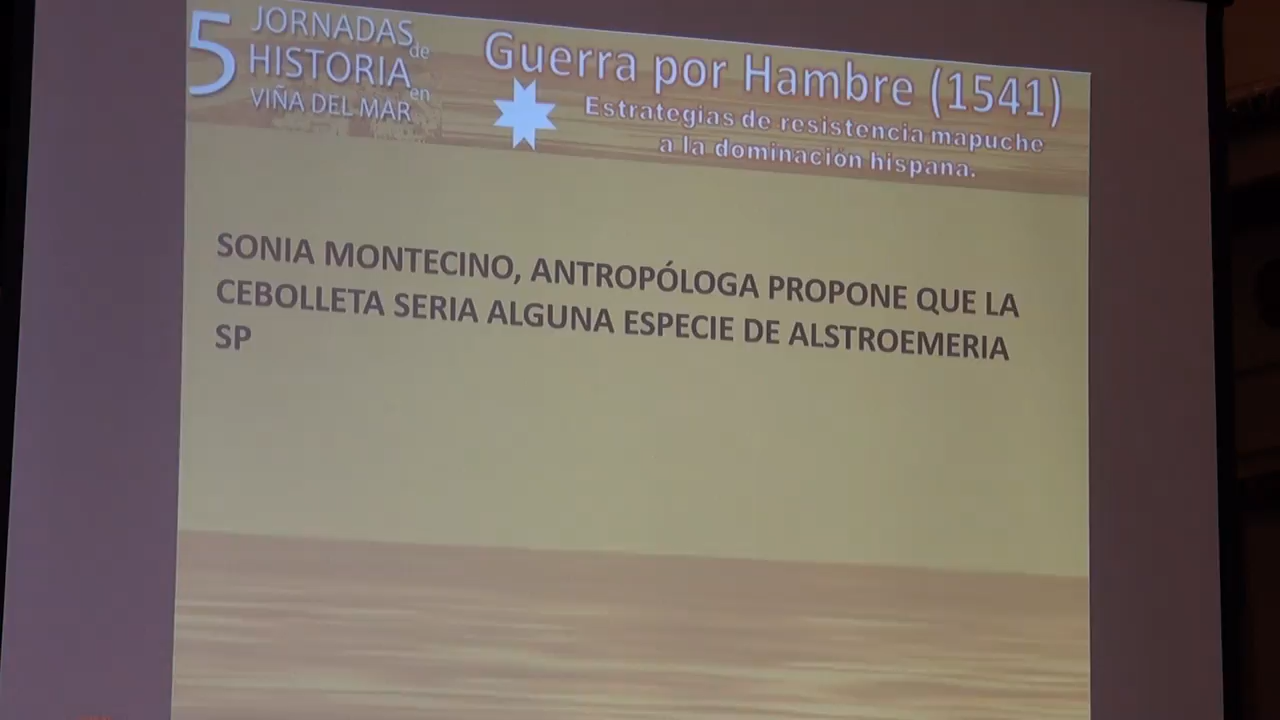 5 JORNADAS de
HISTORIA en
VIÑA DEL MAR
Guerra por Hambre (1541)
Estrategias de resistencia mapuche
a la dominación hispana.
SONIA MONTECINO, ANTROPÓLOGA PROPONE QUE LA
CEBOLLETA SERIA ALGUNA ESPECIE DE ALSTROEMERIA
SP